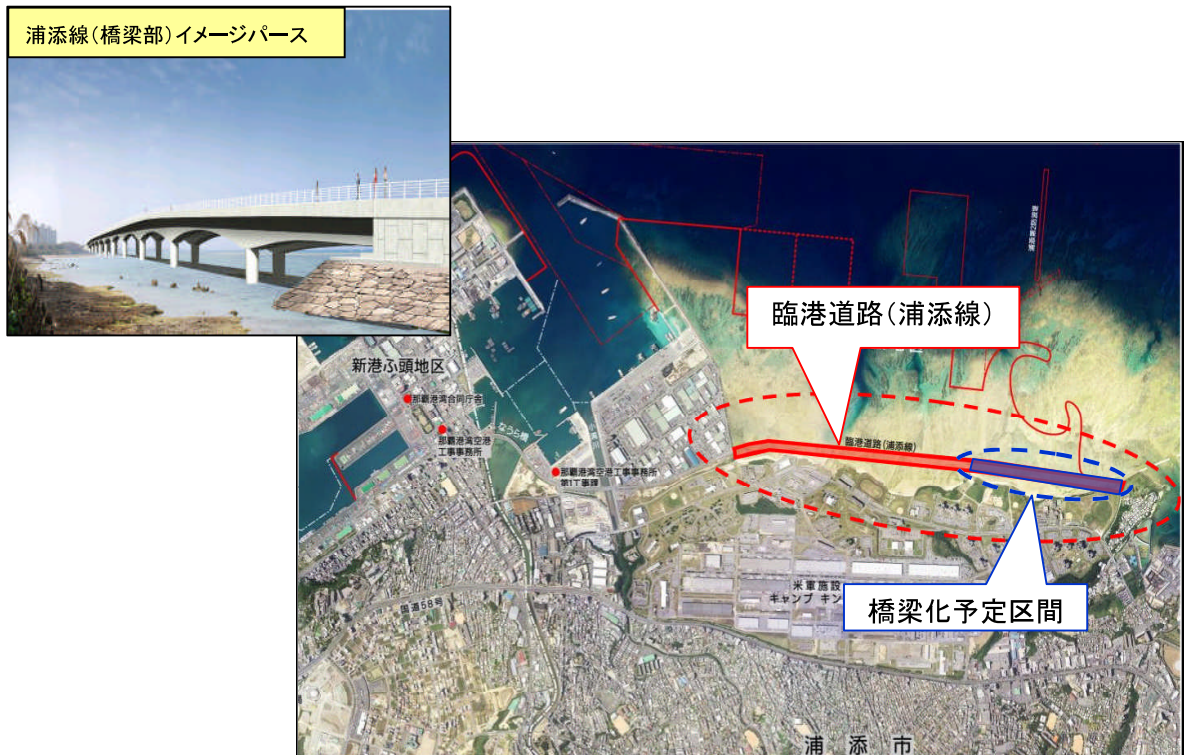 浦添線(橋梁部)イメージパース
臨港道路(浦添線)
新港ふ頭地区
那覇港湾合同庁舎
那覇港湾空港
工事事務所
なうら橋
那覇港湾空港工事事務所
第1工事課
臨港道路(浦添線)
橋梁化予定区間
米軍施設
キャンプ キン
国道58号
浦添市